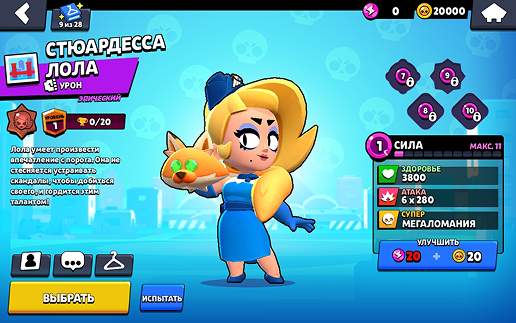 9 из 28
0
20000
СТЮАРДЕССА
ЛОЛА
УРОН
ЭПИЧЕСКИЙ
УРОВЕНЬ
1
0/20
Лола умеет произвести
впечатление с порога. Она не
стесняется устраивать
скандалы, чтобы добиться
своего, и гордится этим
талантом!
7
9
8
10
1
СИЛА
МАКС. 11
ЗДОРОВЬЕ
3800
АТАКА
6 x 280
СУПЕР
МЕГАЛОМАНИЯ
УЛУЧШИТЬ
20 + 20
ВЫБРАТЬ
ИСПЫТАТЬ